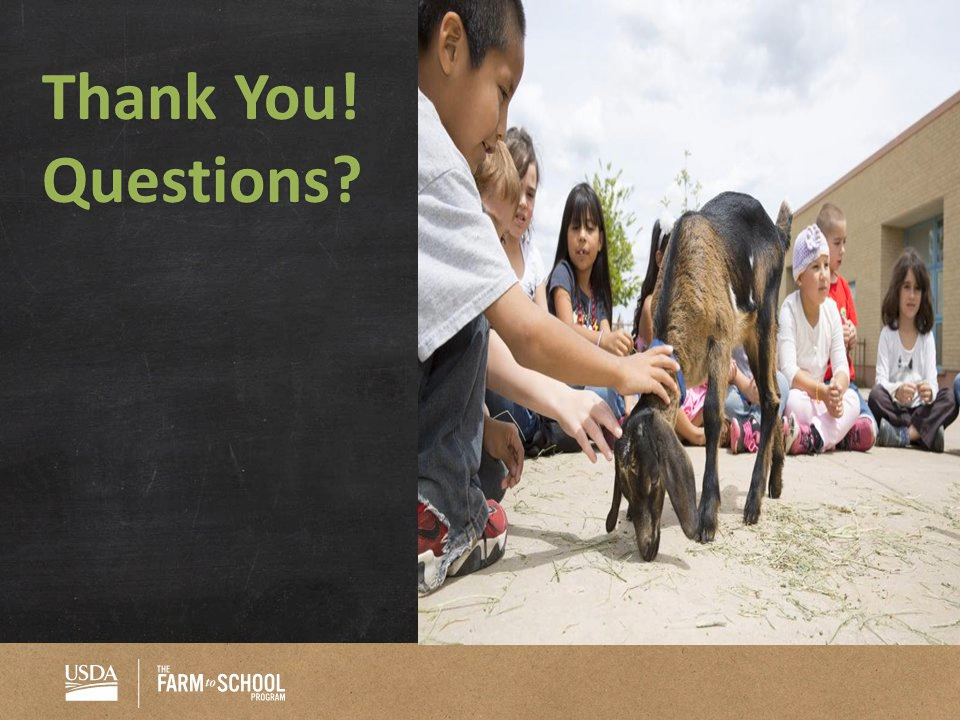 Thank You!
Questions?
USDA
THE
FARM to SCHOOL
PROGRAM